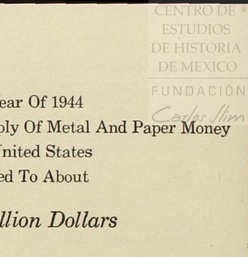 CENTRO DE
ESTUDIOS
DE HISTORIA
DE MEXICO
FUNDACIÓN
Carlos Slim
ear Of 1944
ply Of Metal And Paper Money
nited States
ed To About
llion Dollars